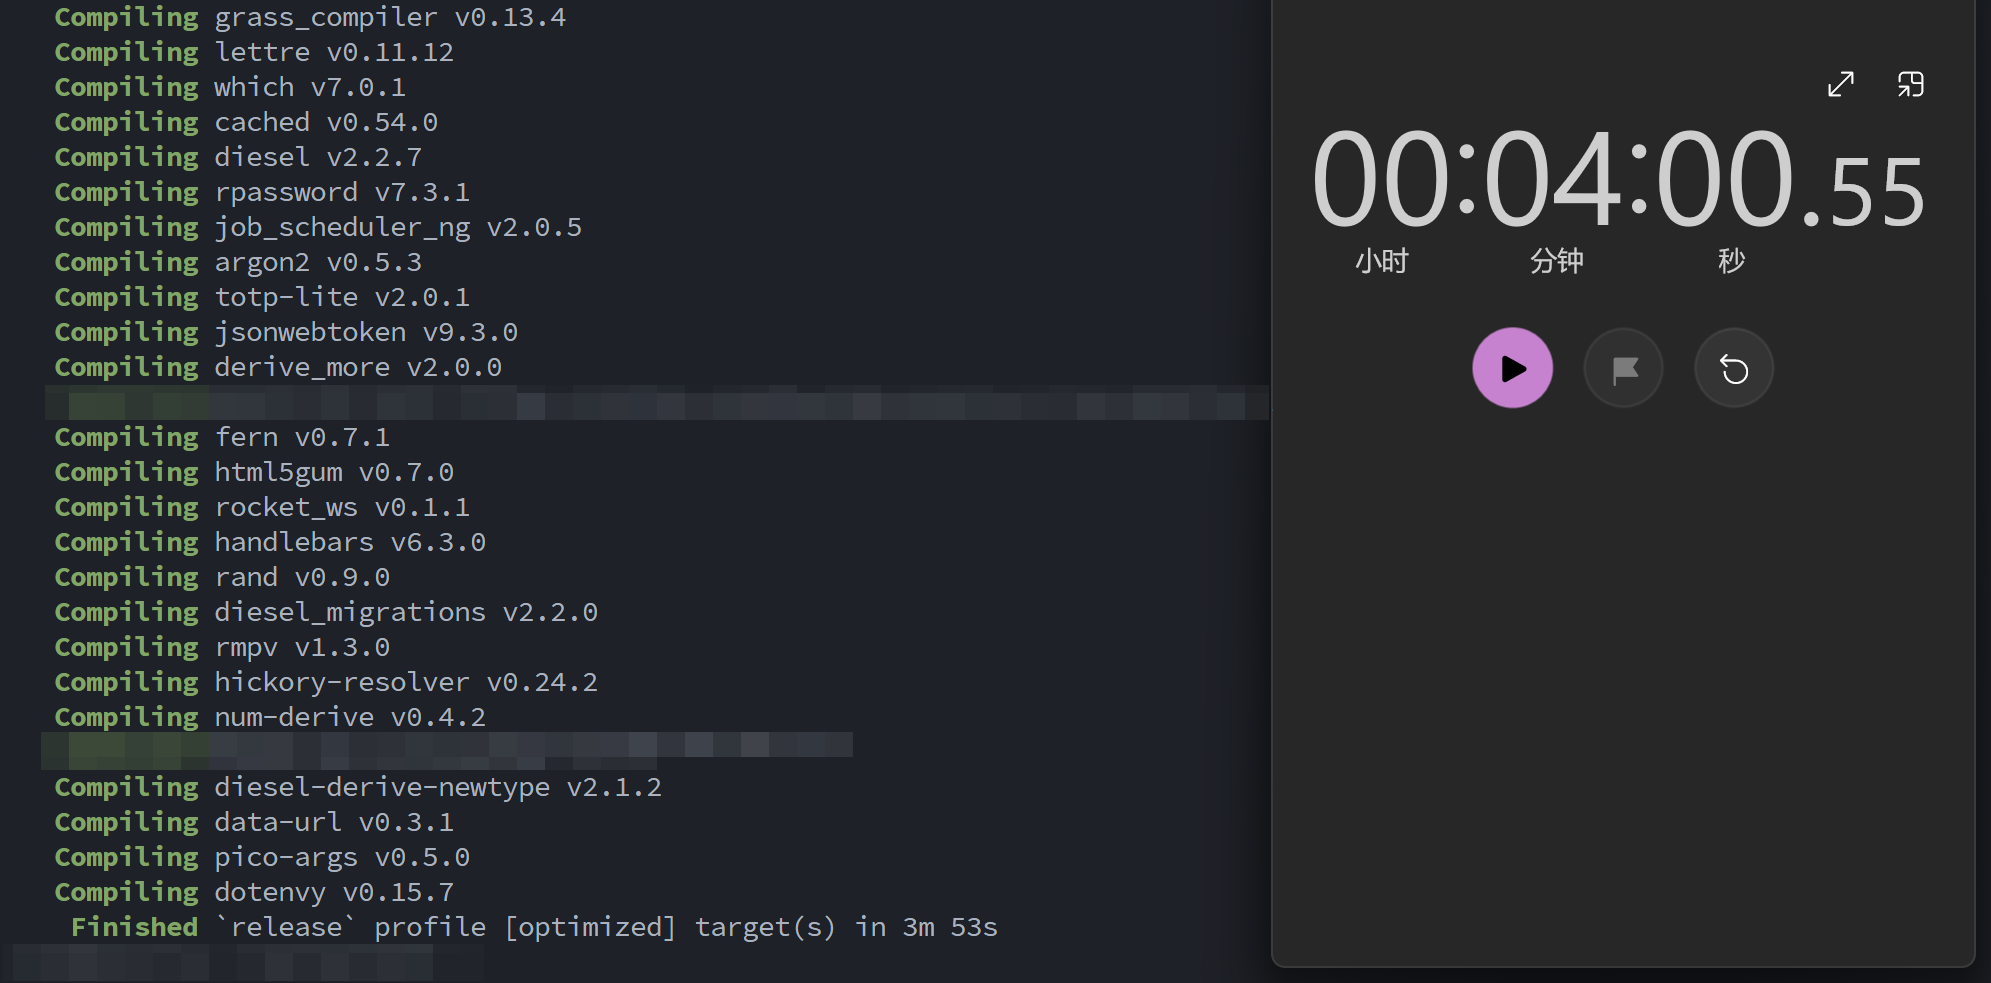 Compiling grass_compiler v0.13.4
Compiling lettre v0.11.12
Compiling which v7.0.1
Compiling cached v0.54.0
Compiling diesel v2.2.7
Compiling rpassword v7.3.1
Compiling job_scheduler_ng v2.0.5
Compiling argon2 v0.5.3
Compiling totp-lite v2.0.1
Compiling jsonwebtoken v9.3.0
Compiling derive_more v2.0.0
Compiling fern v0.7.1
Compiling html5gum v0.7.0
Compiling rocket_ws v0.1.1
Compiling handlebars v6.3.0
Compiling rand v0.9.0
Compiling diesel_migrations v2.2.0
Compiling rmpv v1.3.0
Compiling hickory-resolver v0.24.2
Compiling num-derive v0.4.2
Compiling diesel-derive-newtype v2.1.2
Compiling data-url v0.3.1
Compiling pico-args v0.5.0
Compiling dotenvy v0.15.7
Finished `release` profile [optimized] target(s) in 3m 53s
00:04:00.55
小时 分钟 秒